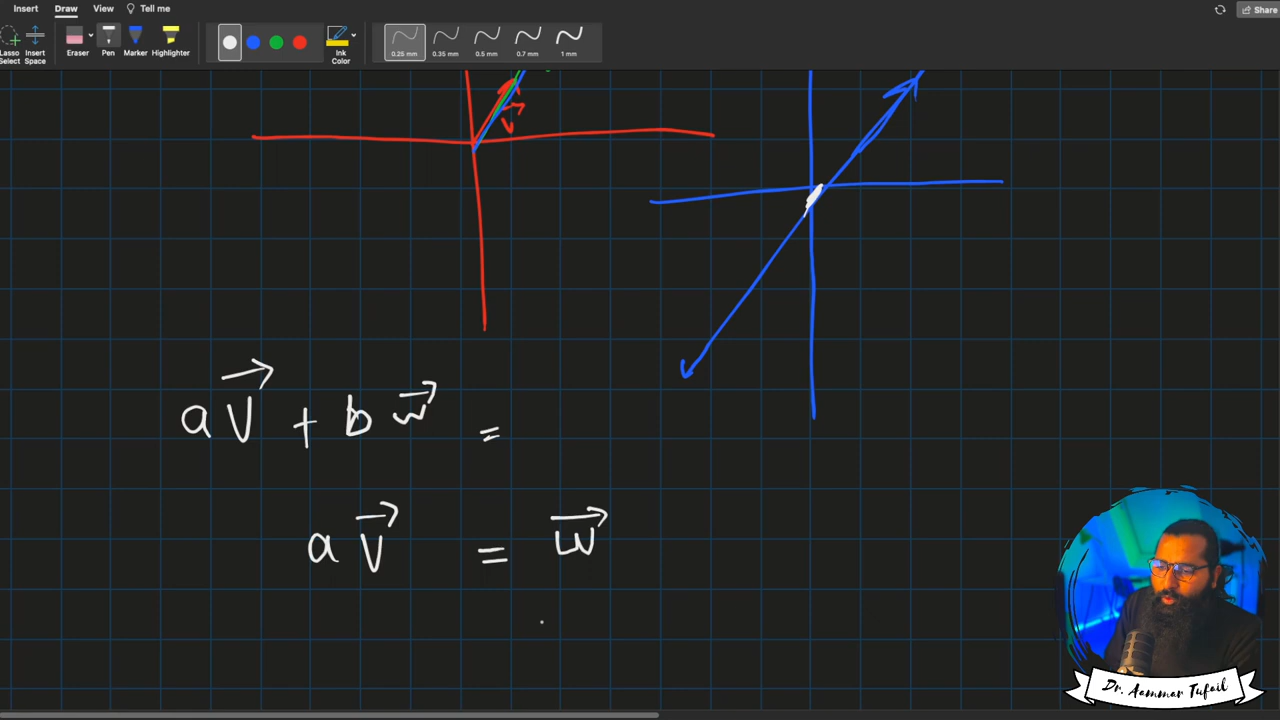 Insert Draw View Tell me Share
Lasso Select Insert Space Eraser Pen Marker Highlighter Ink Color 0.25 mm 0.35 mm 0.5 mm 0.7 mm 1 mm
v
a V + b w =
a V = w
Dr. Aammar Tufail